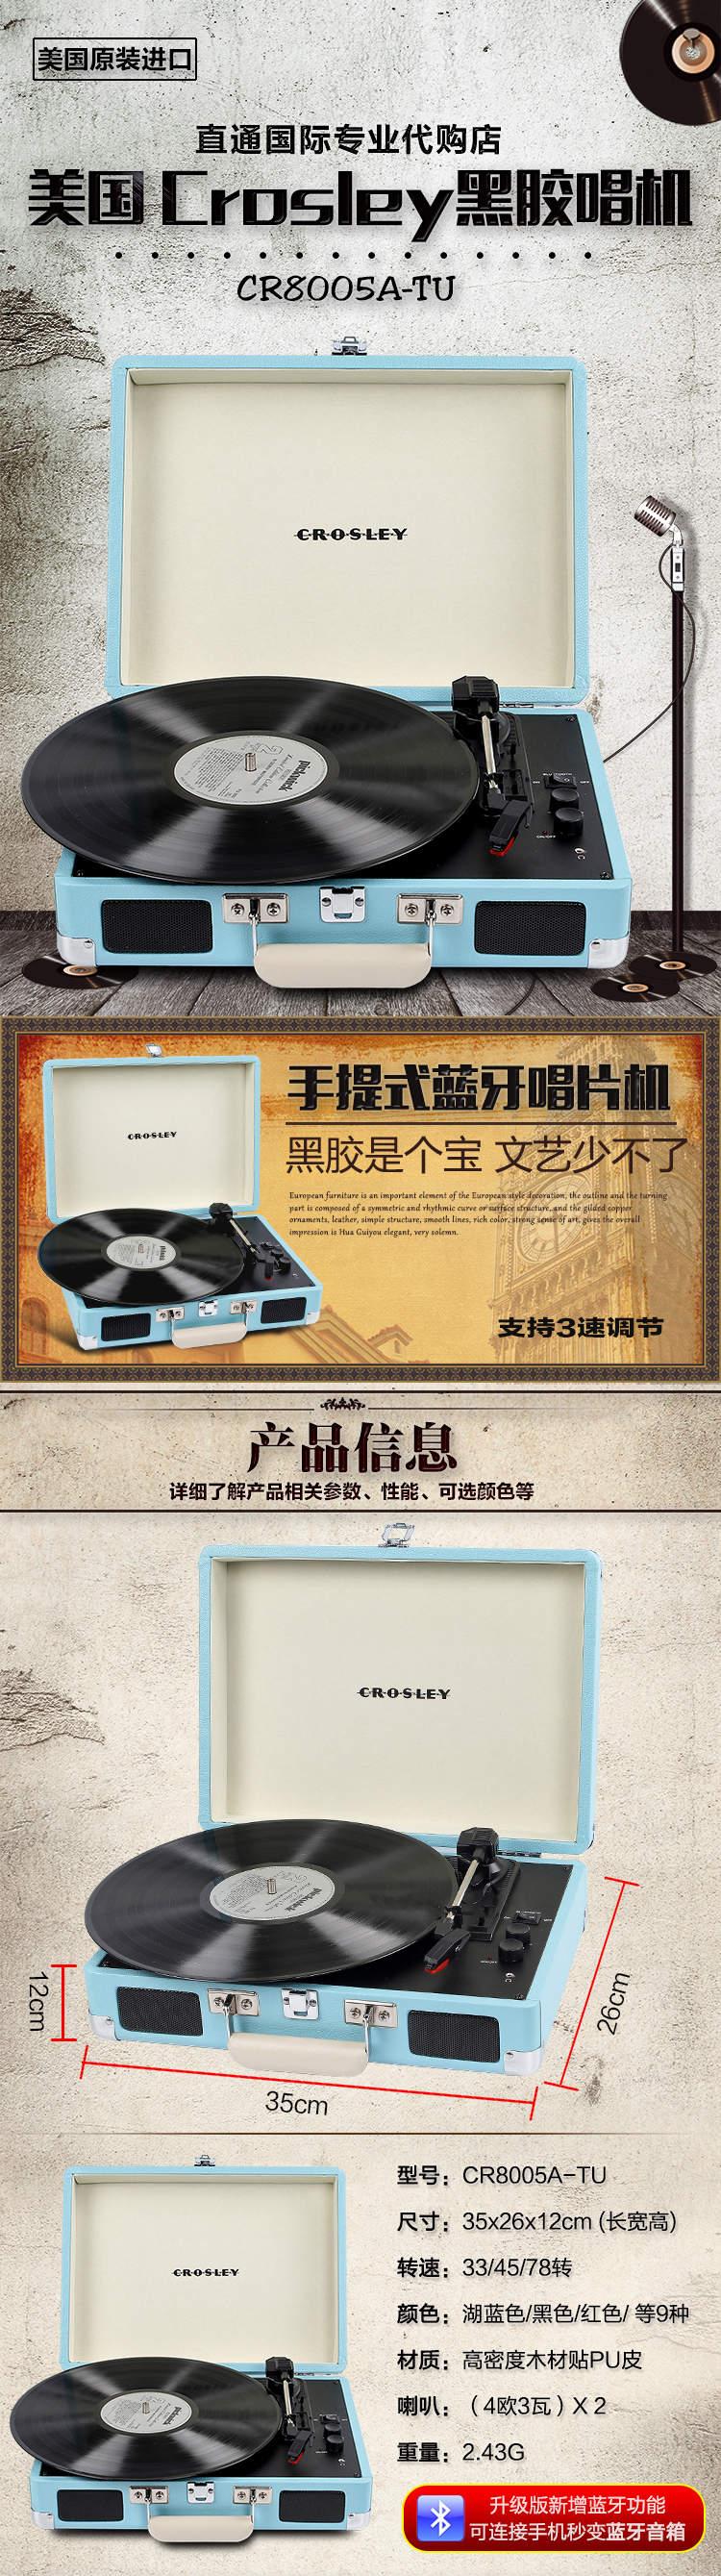 美国原装进口
直通国际专业代购店
美国Crosley黑胶唱机
CR8005A-TU
CROSLEY
CROSLEY
手提式蓝牙唱片机
黑胶是个宝 文艺少不了
European furniture is an important element of the European style decoration, the outline and the turning
part is composed of a symmetric and rhythmic curve or surface structure, and the gilded copper
ornaments, leather, simple structure, smooth lines, rich color, strong sense of art, gives the overall
impression is Hua Guiyou elegant, very solemn.
支持3速调节
产品信息
详细了解产品相关参数、性能、可选颜色等
CROSLEY
12cm
26cm
35cm
CROSLEY
型号：CR8005A-TU
尺寸：35x26x12cm (长宽高)
转速：33/45/78转
颜色：湖蓝色/黑色/红色/ 等9种
材质：高密度木材贴PU皮
喇叭：（4欧3瓦）X 2
重量：2.43G
升级版新增蓝牙功能
可连接手机秒变蓝牙音箱